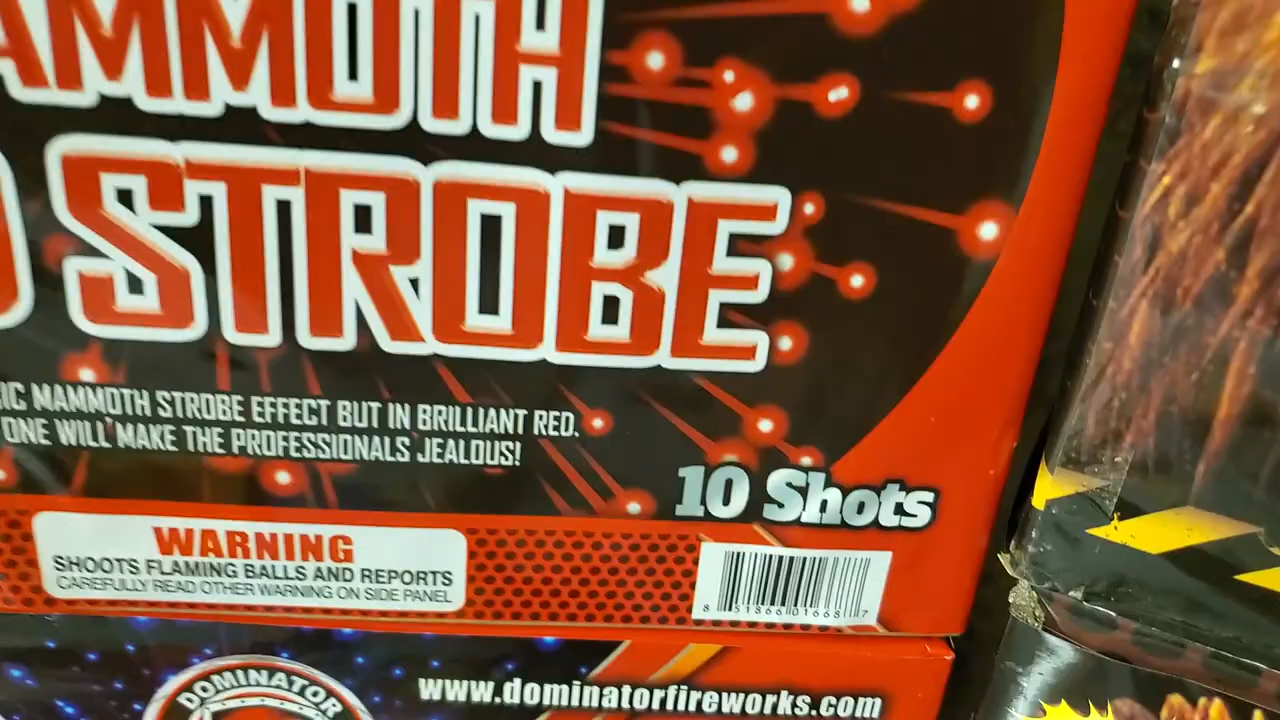 AMMOTH
STROBE
IC MAMMOTH STROBE EFFECT BUT IN BRILLIANT RED.
ONE WILL MAKE THE PROFESSIONALS JEALOUS!
10 Shots
WARNING
SHOOTS FLAMING BALLS AND REPORTS
CAREFULLY READ OTHER WARNING ON SIDE PANEL
8 51866 01668 7
DOMINATOR
www.dominatorfireworks.com